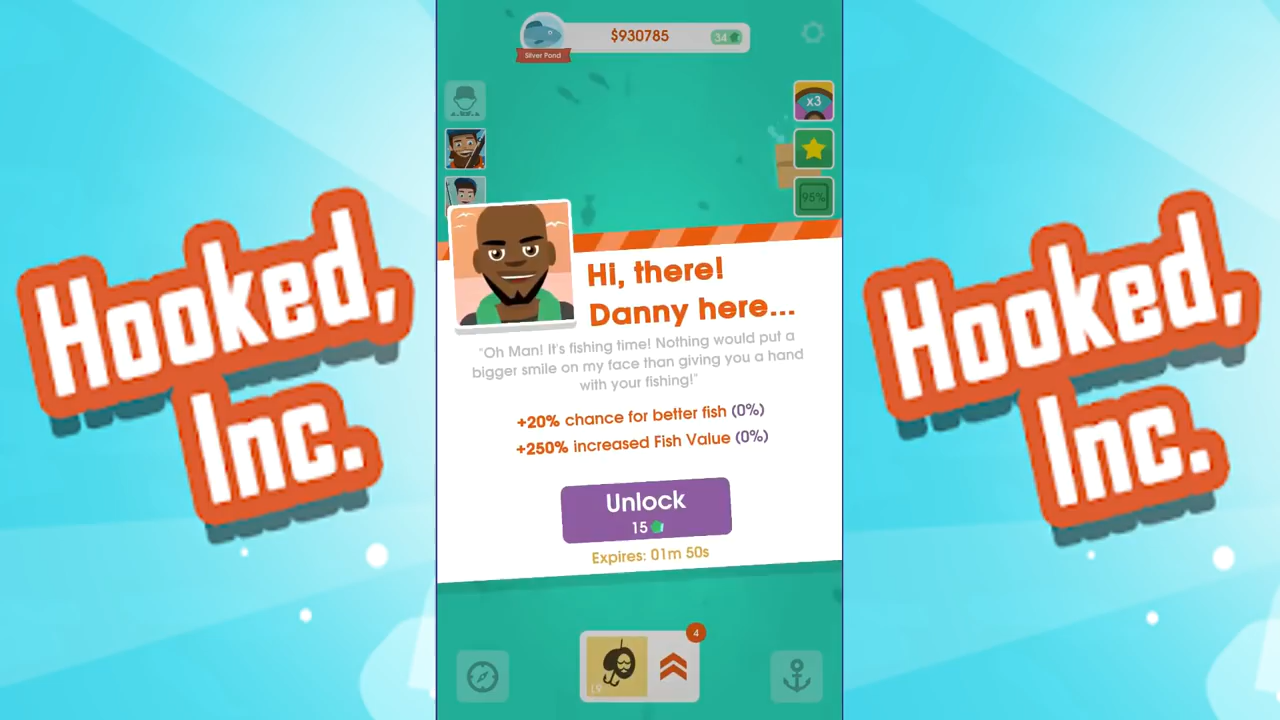 $930785
34
Silver Pond
x3
95%
Hi, there!
Danny here...
"Oh Man! It's fishing time! Nothing would put a
bigger smile on my face than giving you a hand
with your fishing!"
+20% chance for better fish (0%)
+250% increased Fish Value (0%)
Unlock
15
Expires: 01m 50s
4
L9
Hooked,
Inc.
Hooked,
Inc.